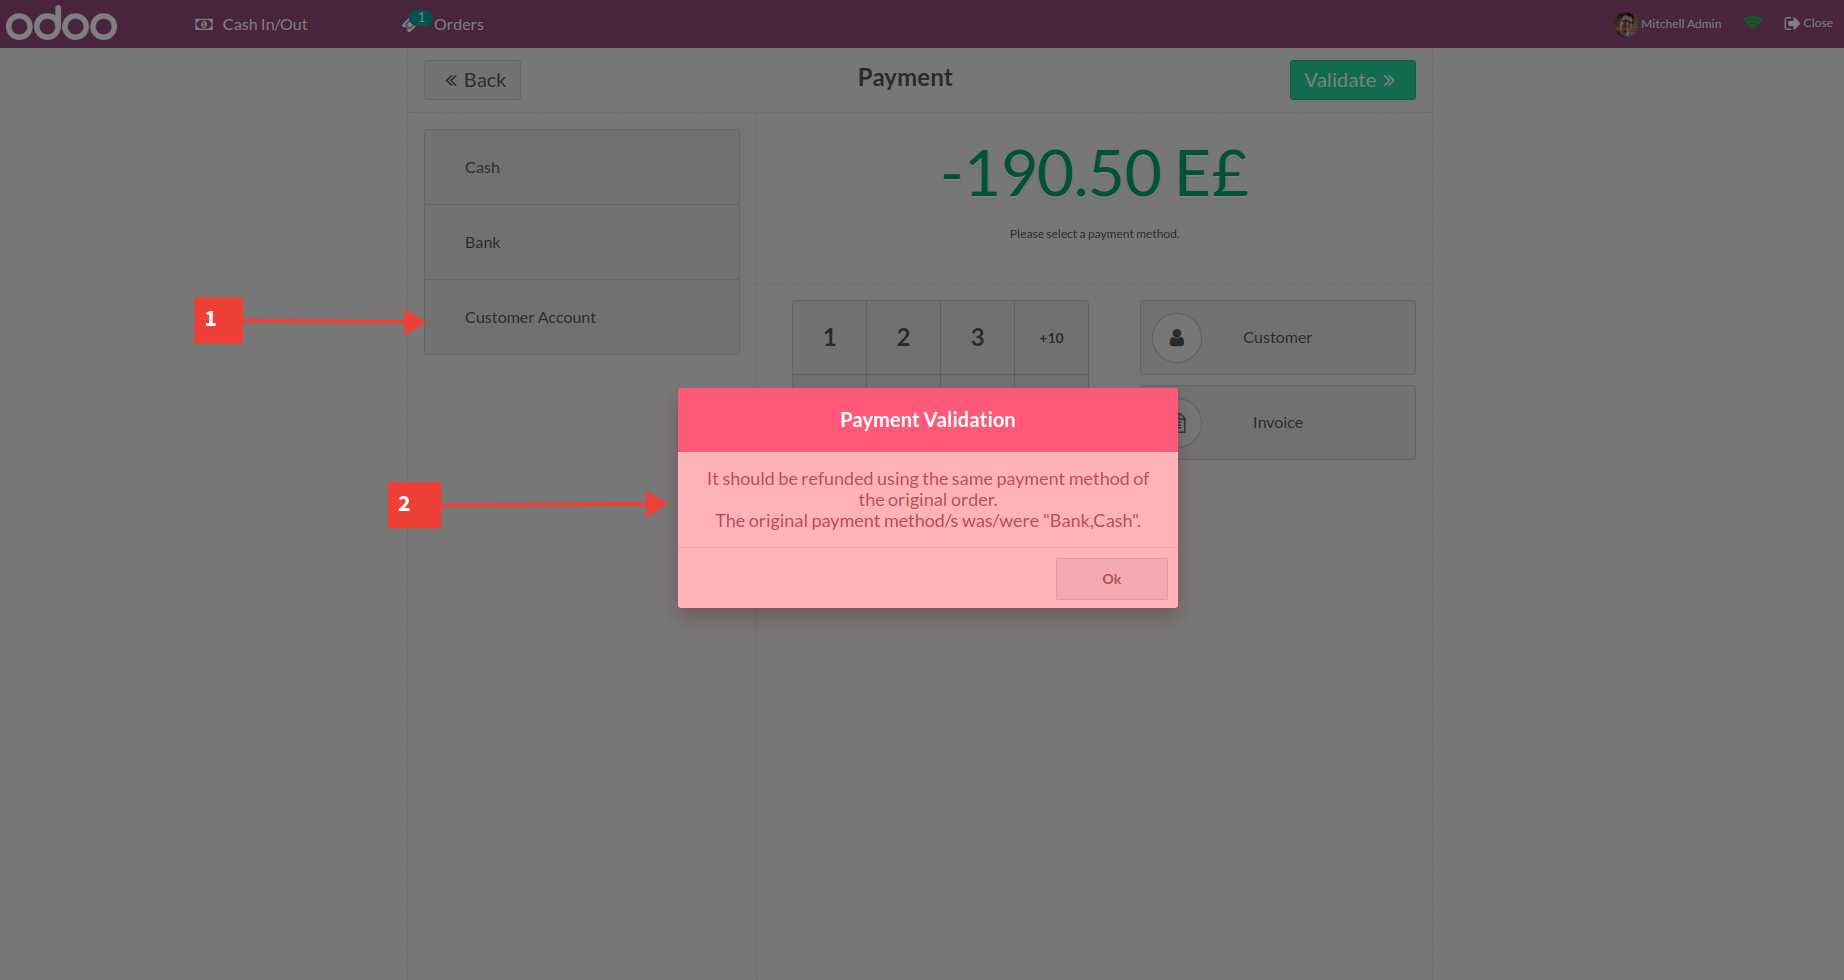 odoo
Cash In/Out
1
Orders
Mitchell Admin
Close
« Back
Payment
Validate »
Cash
Bank
Customer Account
-190.50 E£
Please select a payment method.
1
1 2 3 +10
Customer
Invoice
Payment Validation
It should be refunded using the same payment method of
the original order.
The original payment method/s was/were "Bank,Cash".
2
Ok